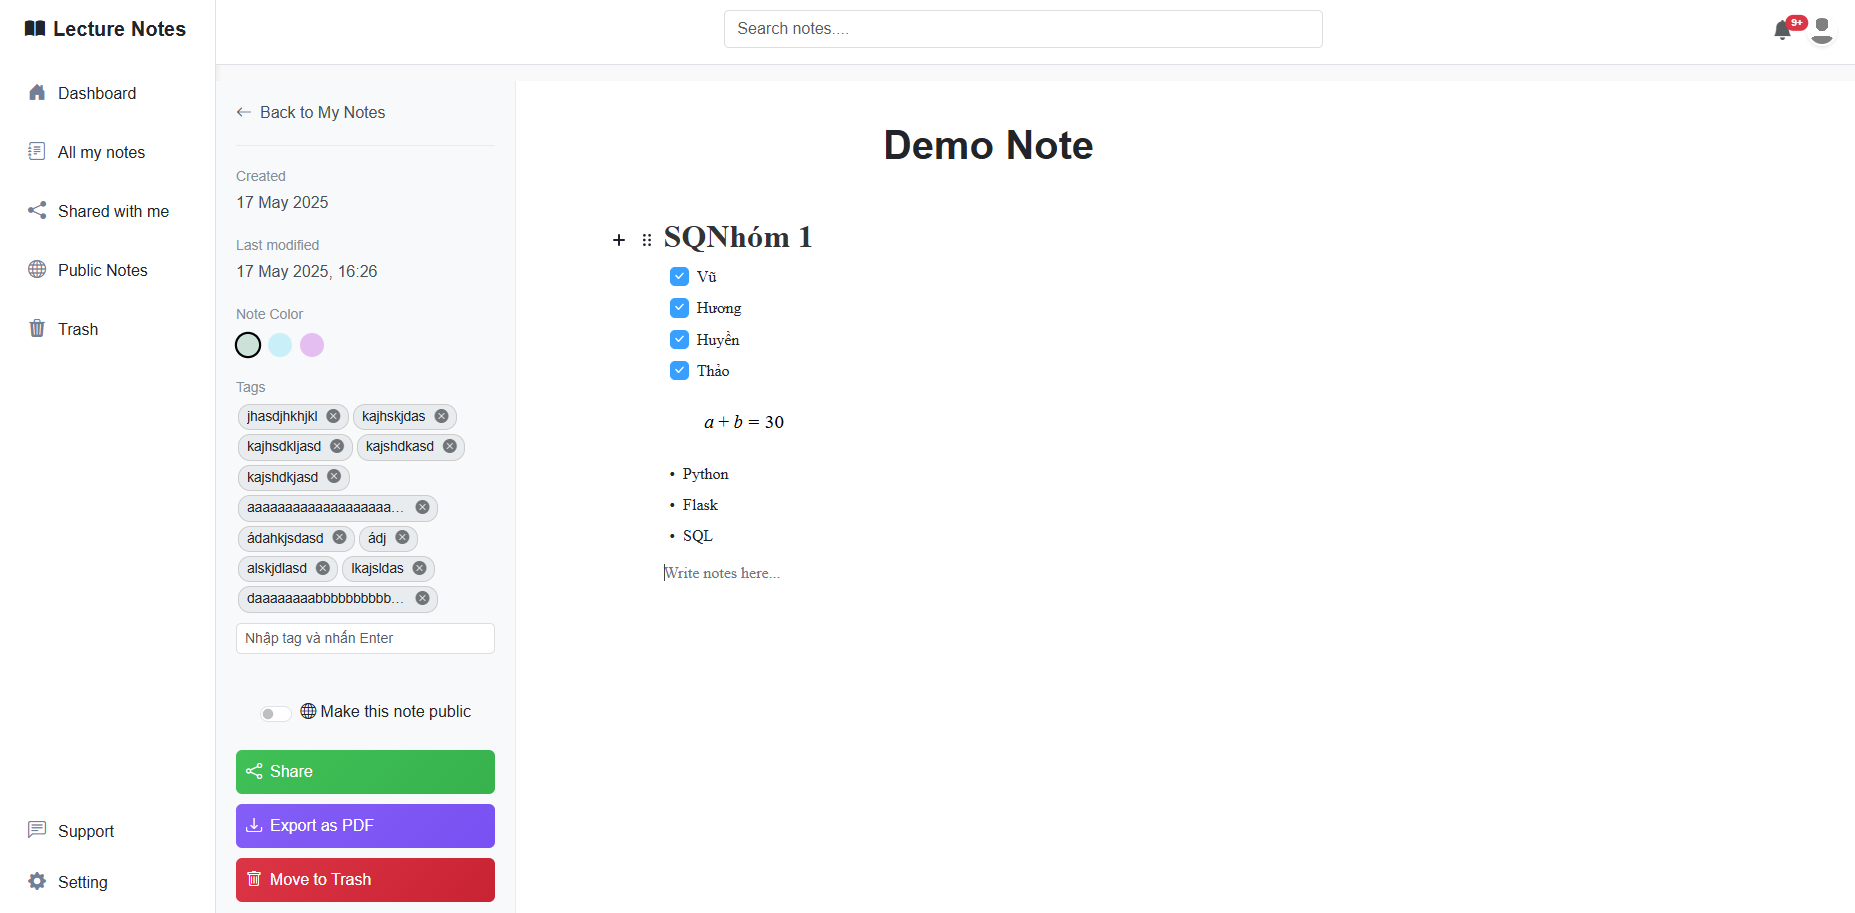 Lecture Notes
Search notes....
9+
Dashboard
All my notes
Shared with me
Public Notes
Trash
Support
Setting
Back to My Notes
Created
17 May 2025
Last modified
17 May 2025, 16:26
Note Color
Tags
jhasdjhkhjkl
kajhskjdas
kajhsdkljasd
kajshdkasd
kajshdkjasd
aaaaaaaaaaaaaaaaaaa...
ádahkjsdasd
ádj
alskjdlasd
lkajsldas
daaaaaaaabbbbbbbbbb...
Nhập tag và nhấn Enter
Make this note public
Share
Export as PDF
Move to Trash
Demo Note
SQNhóm 1
Vũ
Hương
Huyền
Thảo
a + b = 30
• Python
• Flask
• SQL
Write notes here...